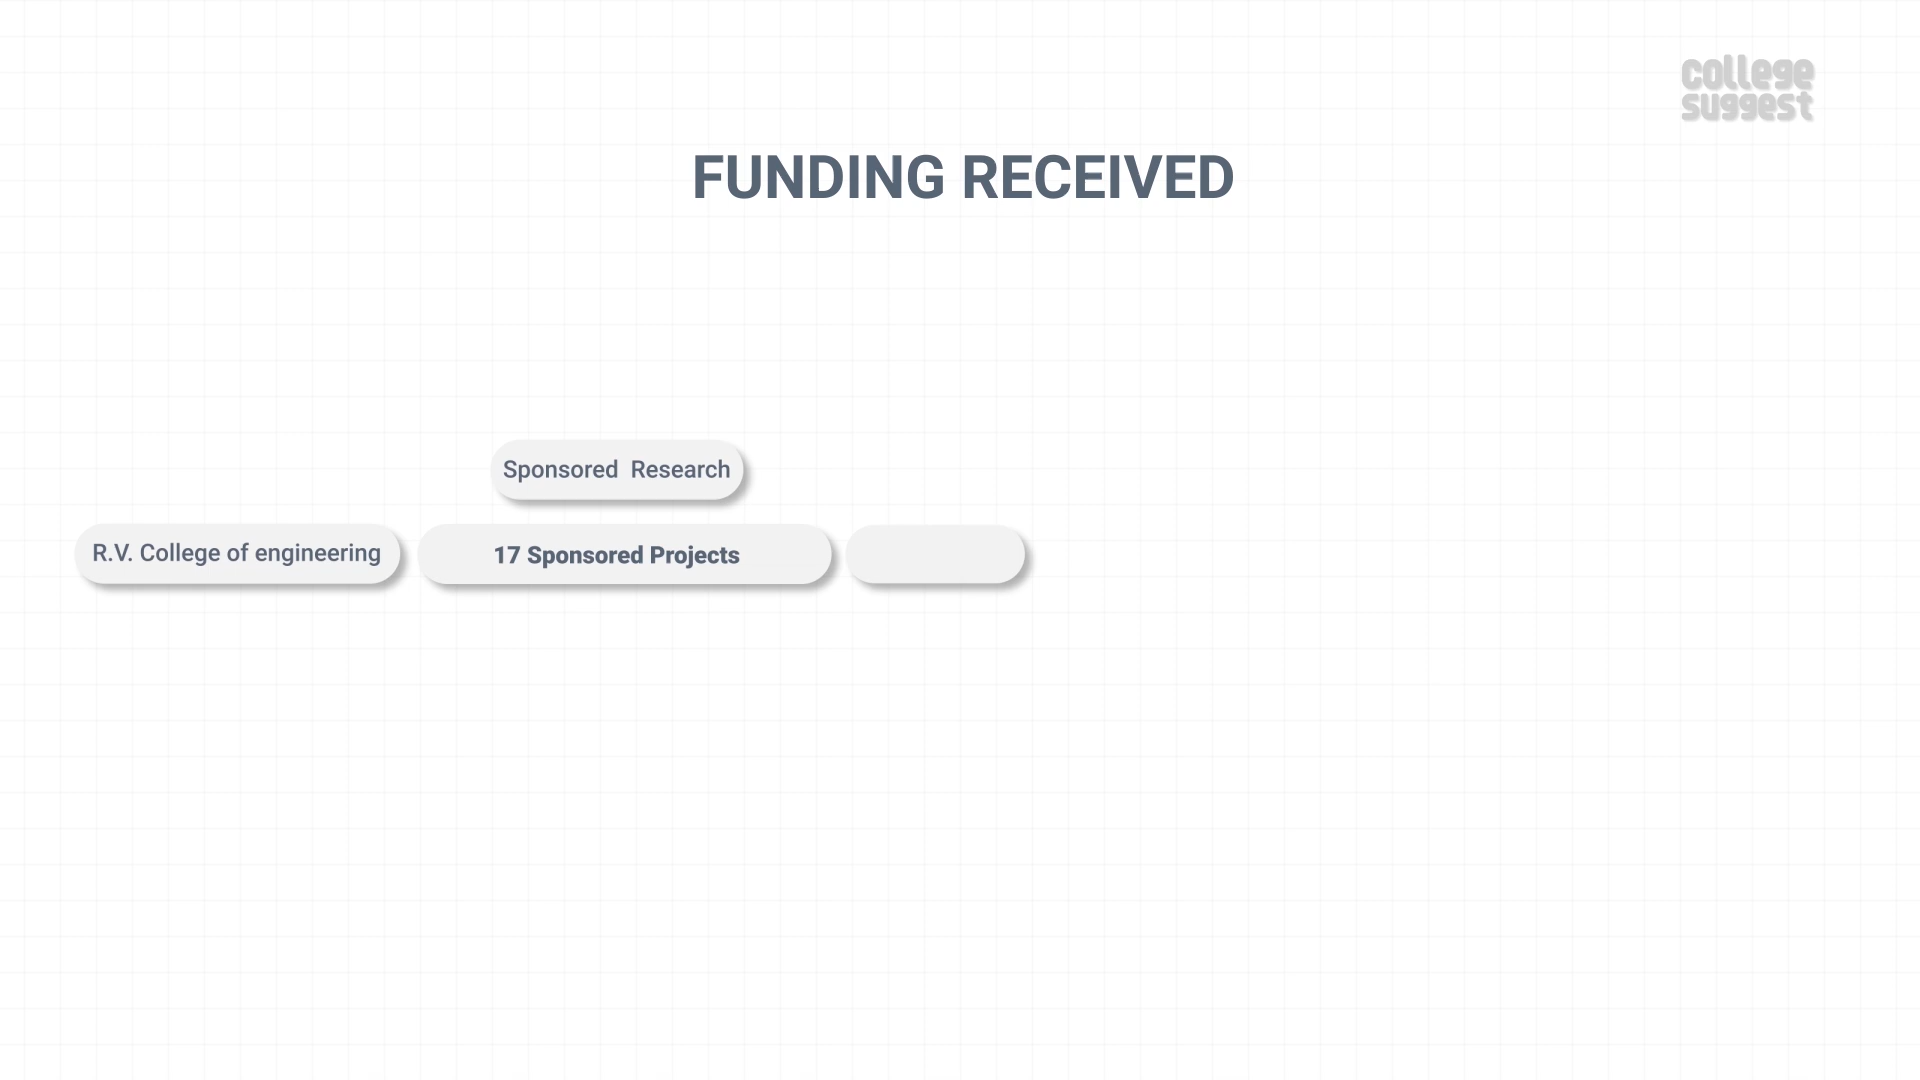 college
suggest
FUNDING RECEIVED
Sponsored Research
R.V. College of engineering
17 Sponsored Projects